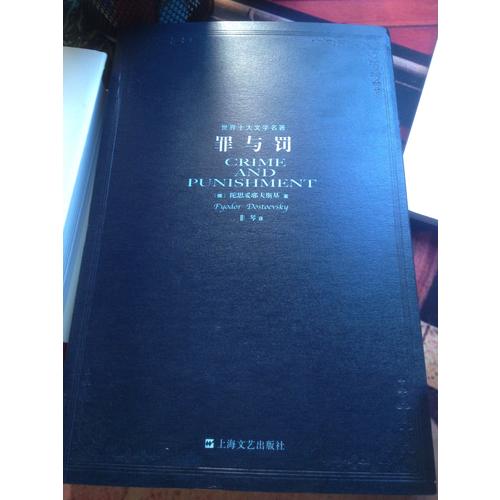 世界十大文学名著
罪与罚
CRIME
AND
PUNISHMENT
[俄] 陀思妥耶夫斯基 著
Fyodor Dostoevsky
非琴 译
上海文艺出版社